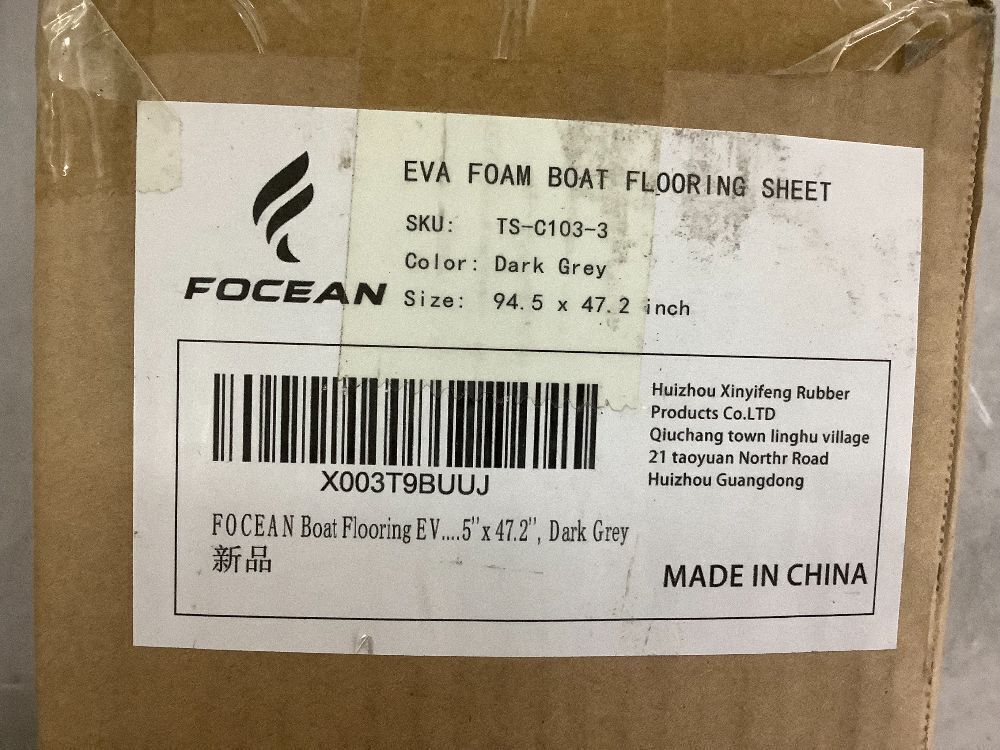 EVA FOAM BOAT FLOORING SHEET
SKU: TS-C103-3
Color: Dark Grey
Size: 94.5 x 47.2 inch
FOCEAN
X003T9BUUJ
FOCEAN Boat Flooring EV....5"x 47.2", Dark Grey
新品
Huizhou Xinyifeng Rubber
Products Co.LTD
Qiuchang town linghu village
21 taoyuan Northr Road
Huizhou Guangdong
MADE IN CHINA